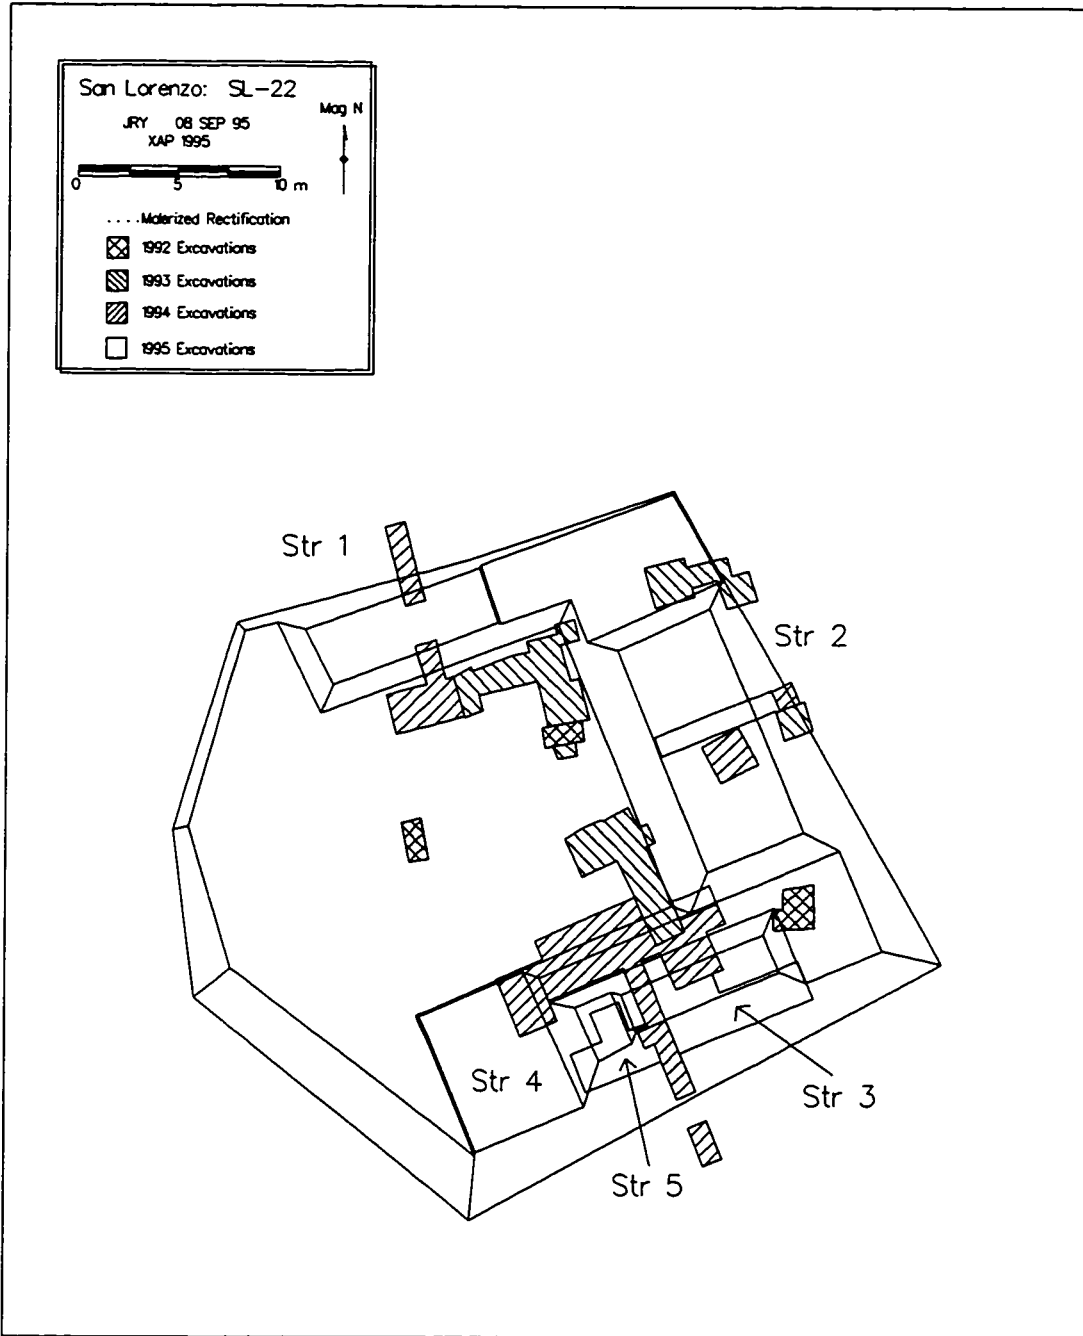 San Lorenzo: SL-22
Mag N
JRY 08 SEP 95
XAP 1995
0 5 10 m
.... Malerized Rectification
1992 Excavations
1993 Excavations
1994 Excavations
1995 Excavations
Str 1
Str 2
Str 4
Str 3
Str 5